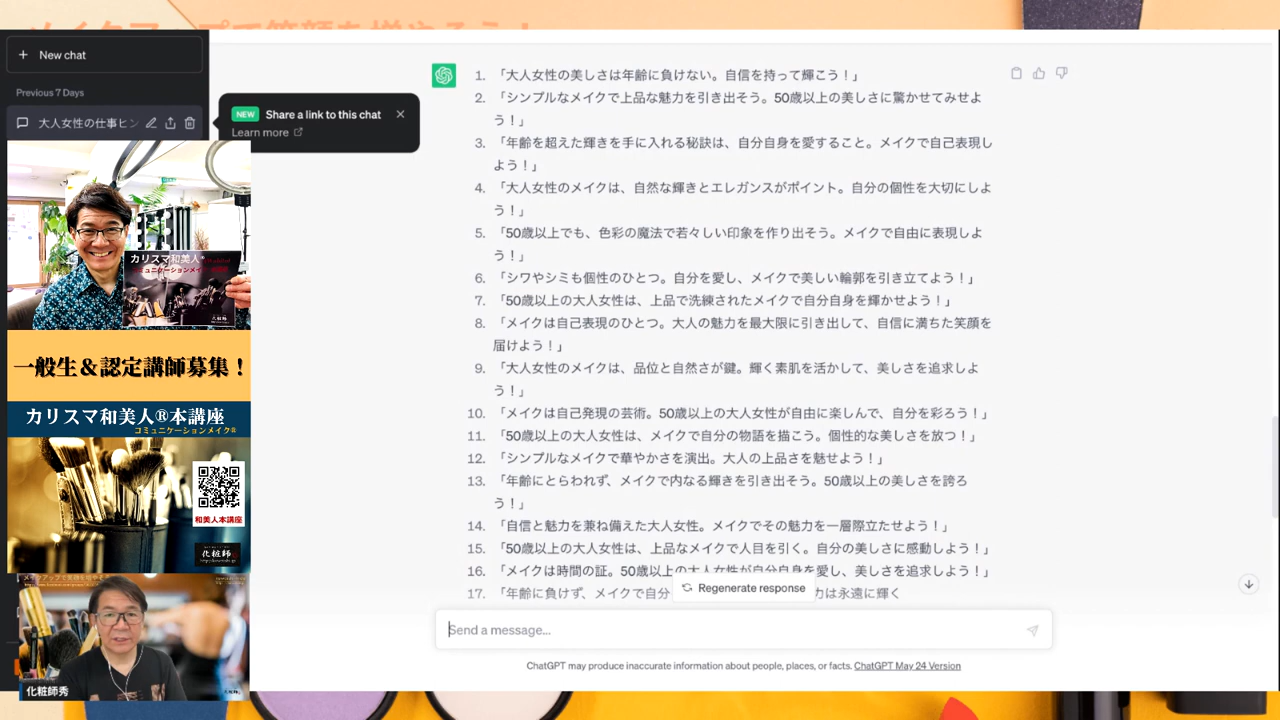 メイクアップで笑顔を増やそう！
New chat
Previous 7 Days
大人女性の仕事ヒン
NEW Share a link to this chat
Learn more
1. 「大人女性の美しさは年齢に負けない。自信を持って輝こう！」
2. 「シンプルなメイクで上品な魅力を引き出そう。50歳以上の美しさに驚かせてみせよ
う！」
3. 「年齢を超えた輝きを手に入れる秘訣は、自分自身を愛すること。メイクで自己表現し
よう！」
4. 「大人女性のメイクは、自然な輝きとエレガンスがポイント。自分の個性を大切にしよ
う！」
5. 「50歳以上でも、色彩の魔法で若々しい印象を作り出そう。メイクで自由に表現しよ
う！」
6. 「シワやシミも個性のひとつ。自分を愛し、メイクで美しい輪郭を引き立てよう！」
7. 「50歳以上の大人女性は、上品で洗練されたメイクで自分自身を輝かせよう！」
8. 「メイクは自己表現のひとつ。大人の魅力を最大限に引き出して、自信に満ちた笑顔を
届けよう！」
9. 「大人女性のメイクは、品位と自然さが鍵。輝く素肌を活かして、美しさを追求しよ
う！」
10. 「メイクは自己発現の芸術。50歳以上の大人女性が自由に楽しんで、自分を彩ろう！」
11. 「50歳以上の大人女性は、メイクで自分の物語を描こう。個性的な美しさを放つ！」
12. 「シンプルなメイクで華やかさを演出。大人の上品さを魅せよう！」
13. 「年齢にとらわれず、メイクで内なる輝きを引き出そう。50歳以上の美しさを誇ろ
う！」
14. 「自信と魅力を兼ね備えた大人女性。メイクでその魅力を一層際立たせよう！」
15. 「50歳以上の大人女性は、上品なメイクで人目を引く。自分の美しさに感動しよう！」
16. 「メイクは時間の証。50歳以上の大人女性が自分自身を愛し、美しさを追求しよう！」
17. 「年齢に負けず、メイクで自分
力は永遠に輝く
Regenerate response
Send a message...
ChatGPT may produce inaccurate information about people, places, or facts. ChatGPT May 24 Version
カリスマ和美人®
一般生＆認定講師募集！
カリスマ和美人®本講座
コミュニケーションメイク®
和美人本講座
化粧師
化粧師秀